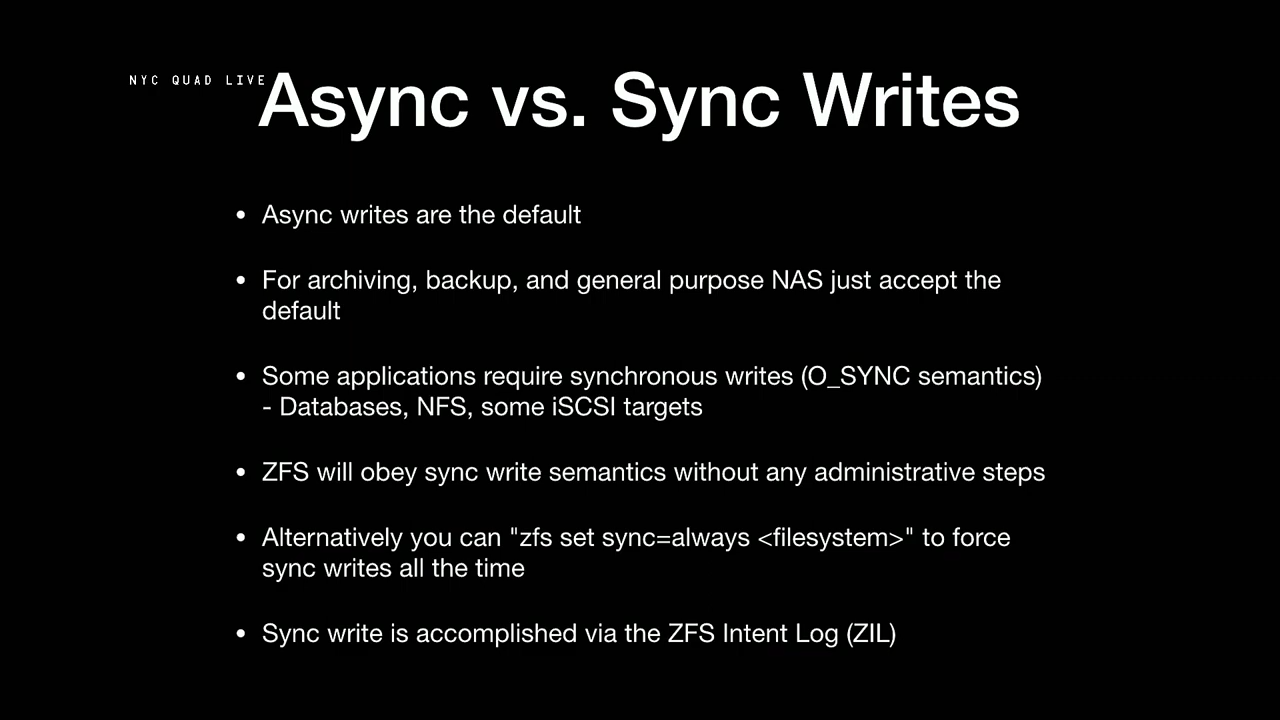 NYC QUAD LIVE
Async vs. Sync Writes
• Async writes are the default
• For archiving, backup, and general purpose NAS just accept the
default
• Some applications require synchronous writes (O_SYNC semantics)
- Databases, NFS, some iSCSI targets
• ZFS will obey sync write semantics without any administrative steps
• Alternatively you can "zfs set sync=always <filesystem>" to force
sync writes all the time
• Sync write is accomplished via the ZFS Intent Log (ZIL)